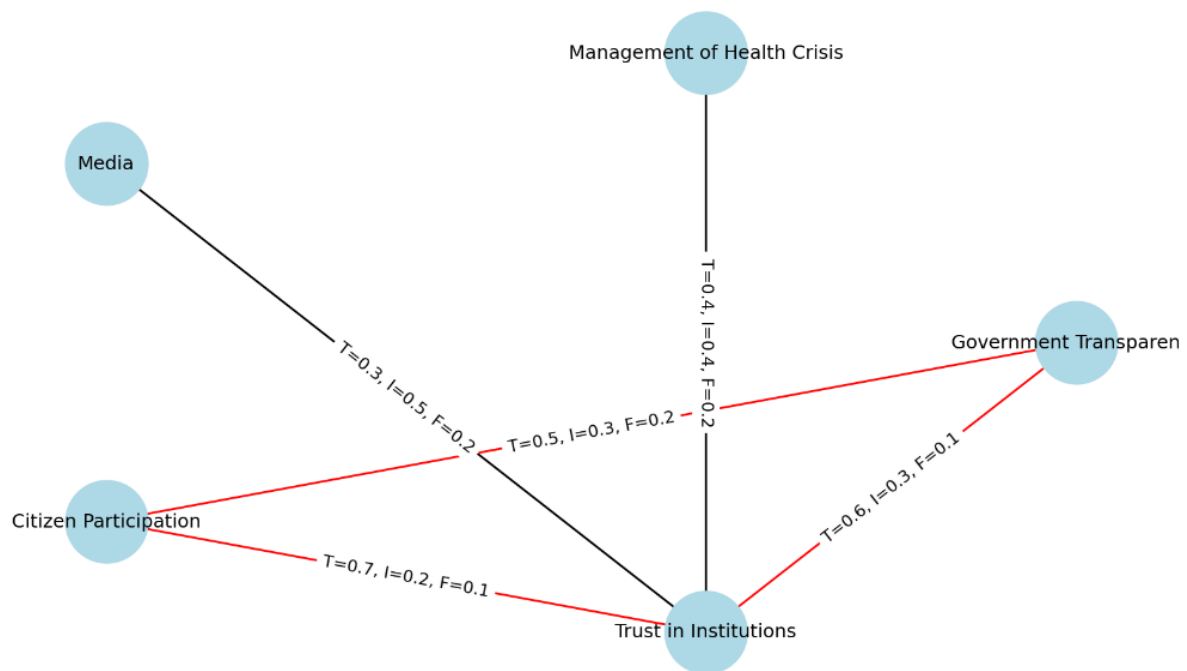 Management of Health Crisis
Media
T=0.4, I=0.4, F=0.2
Government Transparen
T=0.3, I=0.5, F=0.2
T=0.5, I=0.3, F=0.2
T=0.6, I=0.3, F=0.1
Citizen Participation
T=0.7, I=0.2, F=0.1
Trust in Institutions